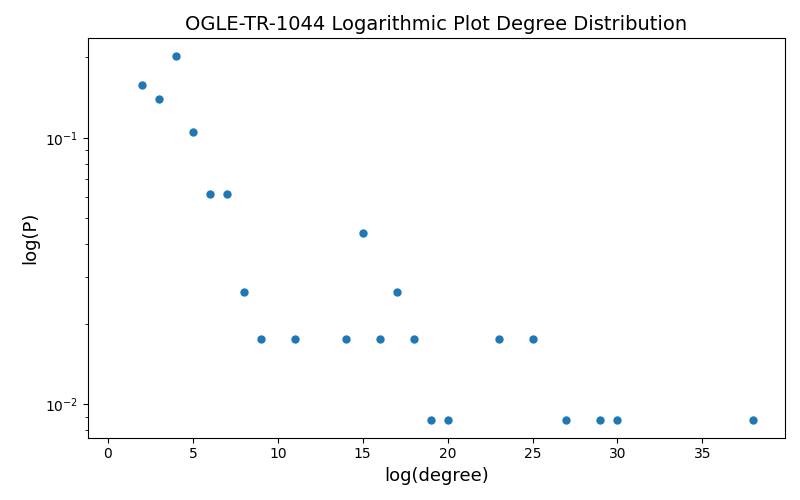 OGLE-TR-1044 Logarithmic Plot Degree Distribution
log(P)
10⁻¹
10⁻²
0 5 10 15 20 25 30 35
log(degree)